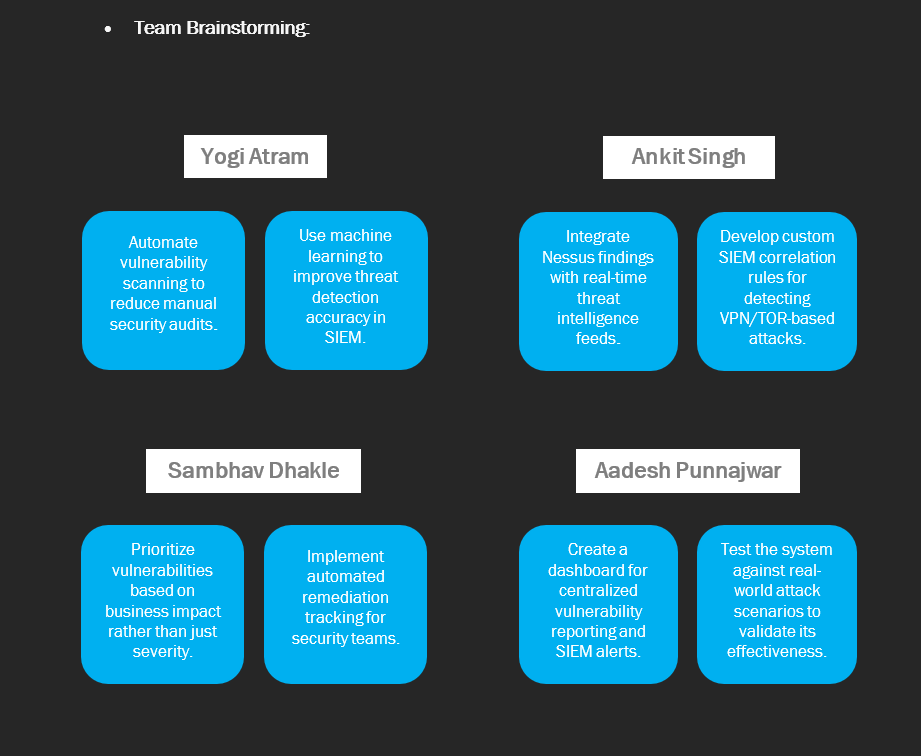 • Team Brainstorming:
Yogi Atram
Automate
vulnerability
scanning to
reduce manual
security audits.
Use machine
learning to
improve threat
detection
accuracy in
SIEM.
Ankit Singh
Integrate
Nessus findings
with real-time
threat
intelligence
feeds.
Develop custom
SIEM correlation
rules for
detecting
VPN/TOR-based
attacks.
Sambhav Dhakle
Prioritize
vulnerabilities
based on
business impact
rather than just
severity.
Implement
automated
remediation
tracking for
security teams.
Aadesh Punnajwar
Create a
dashboard for
centralized
vulnerability
reporting and
SIEM alerts.
Test the system
against real-
world attack
scenarios to
validate its
effectiveness.